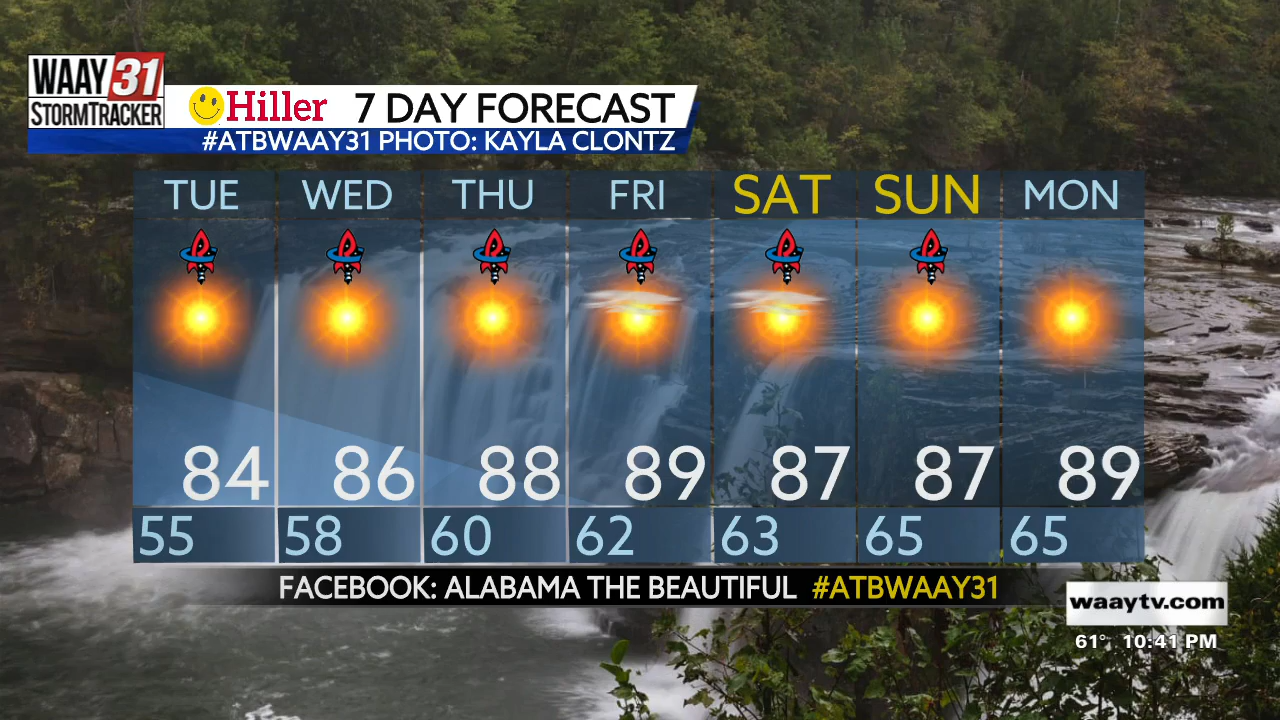 WAAY 31
STORMTRACKER
Hiller 7 DAY FORECAST
#ATBWAAY31 PHOTO: KAYLA CLONTZ
TUE WED THU FRI SAT SUN MON
84 86 88 89 87 87 89
55 58 60 62 63 65 65
FACEBOOK: ALABAMA THE BEAUTIFUL #ATBWAAY31
waaytv.com
61° 10:41 PM